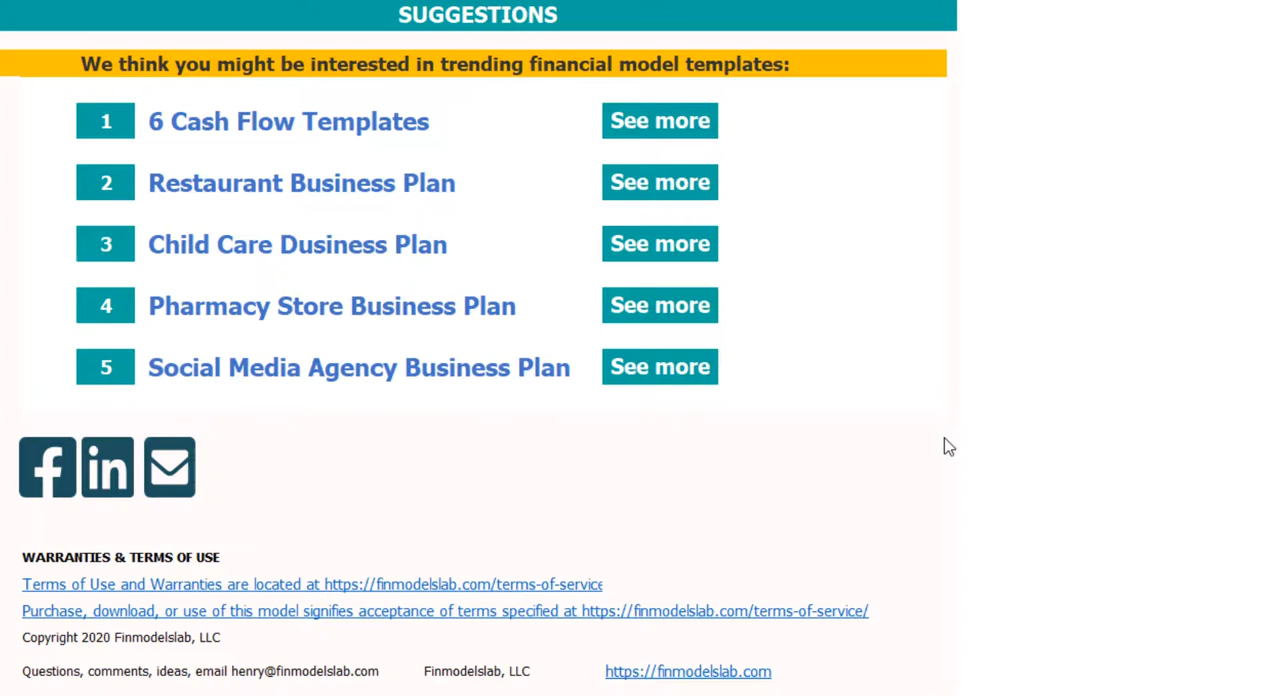 SUGGESTIONS
We think you might be interested in trending financial model templates:
1 6 Cash Flow Templates See more
2 Restaurant Business Plan See more
3 Child Care Dusiness Plan See more
4 Pharmacy Store Business Plan See more
5 Social Media Agency Business Plan See more
f in
WARRANTIES & TERMS OF USE
Terms of Use and Warranties are located at https://finmodelslab.com/terms-of-service
Purchase, download, or use of this model signifies acceptance of terms specified at https://finmodelslab.com/terms-of-service/
Copyright 2020 Finmodelslab, LLC
Questions, comments, ideas, email henry@finmodelslab.com Finmodelslab, LLC https://finmodelslab.com